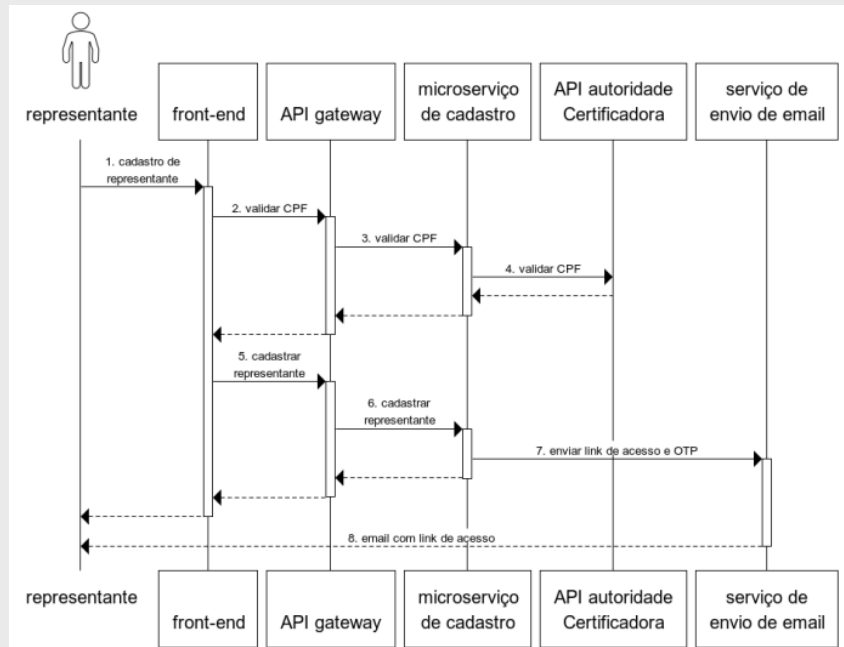 representante
front-end
API gateway
microserviço
de cadastro
API autoridade
Certificadora
serviço de
envio de email
1. cadastro de
representante
2. validar CPF
3. validar CPF
4. validar CPF
5. cadastrar
representante
6. cadastrar
representante
7. enviar link de acesso e OTP
8. email com link de acesso
representante
front-end
API gateway
microserviço
de cadastro
API autoridade
Certificadora
serviço de
envio de email